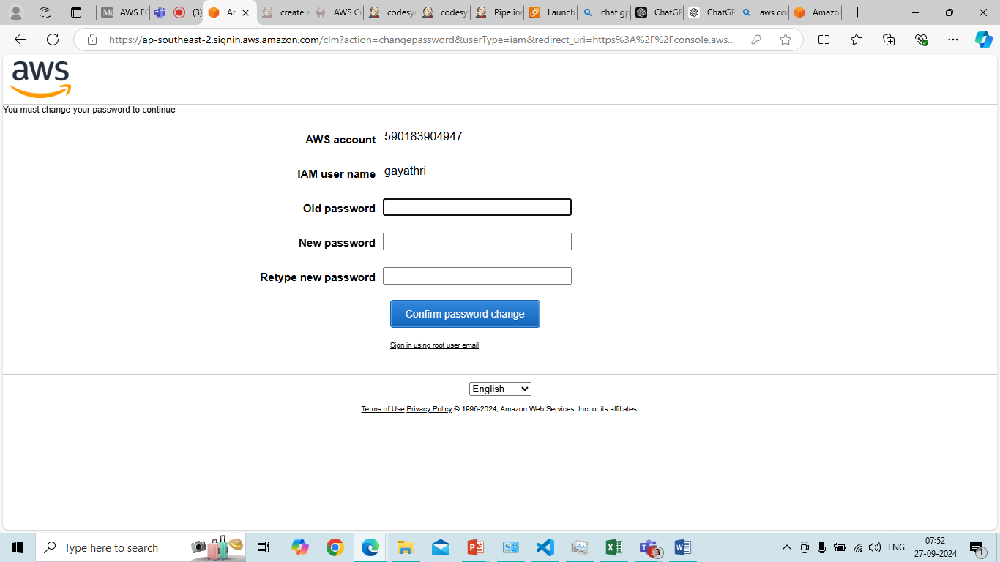 AWS EC
(3)
Am
create e
AWS Cr
codesy
codesy
Pipeline
Launch
chat gp
ChatGP
ChatGP
aws co
Amazo
https://ap-southeast-2.signin.aws.amazon.com/clm?action=changepassword&userType=iam&redirect_uri=https%3A%2F%2Fconsole.aws...
aws
You must change your password to continue
AWS account 590183904947
IAM user name gayathri
Old password
New password
Retype new password
Confirm password change
Sign in using root user email
English
Terms of Use Privacy Policy © 1996-2024, Amazon Web Services, Inc. or its affiliates.
Type here to search
3
ENG
07:52
27-09-2024
1